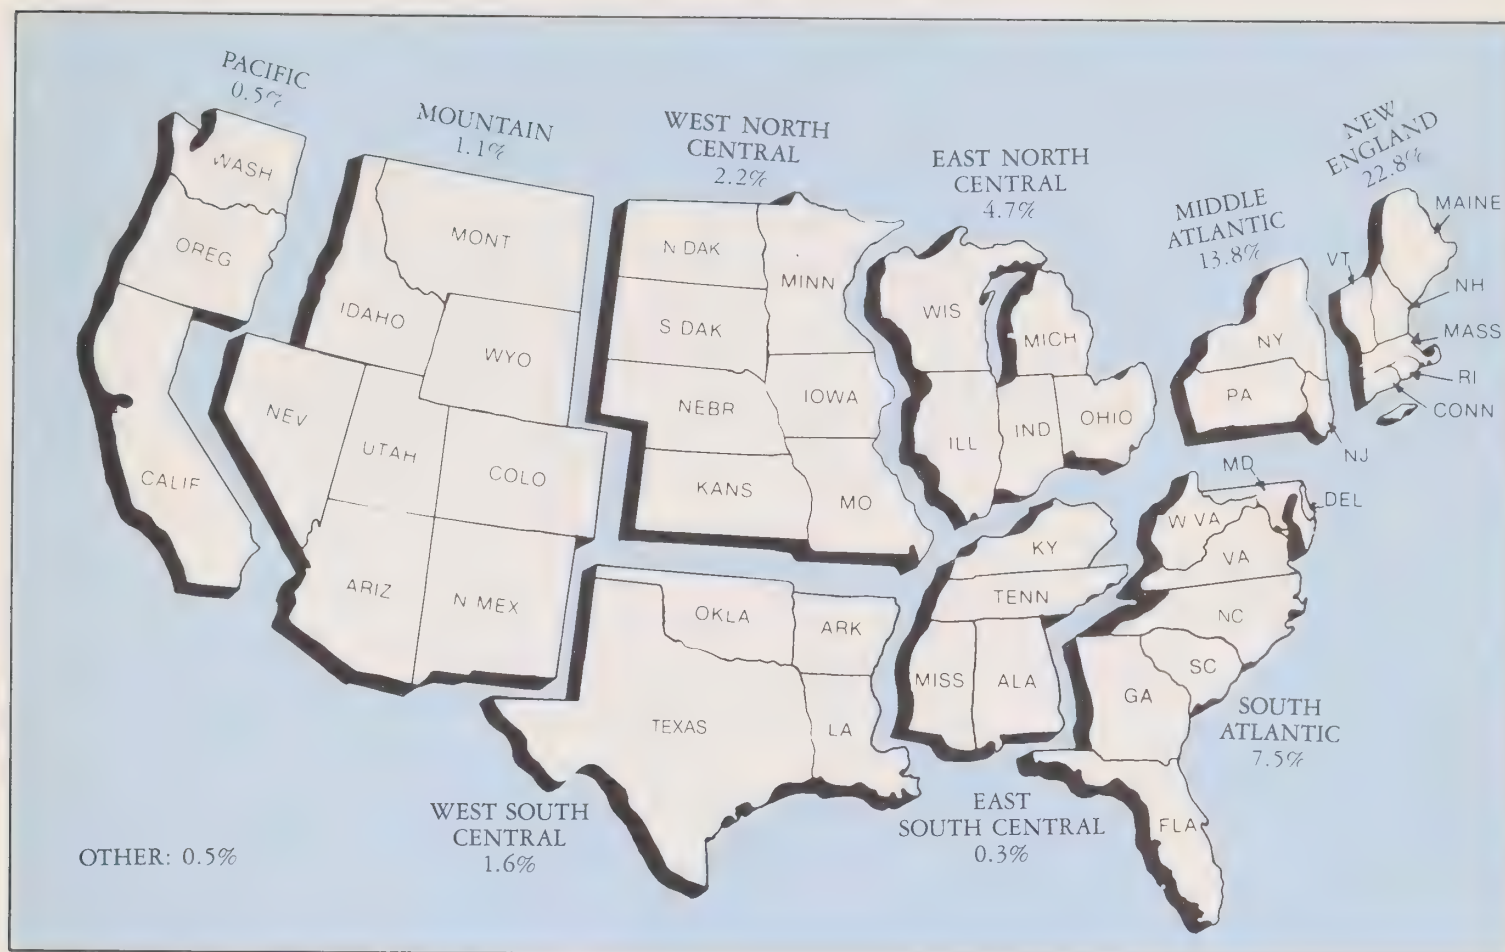 PACIFIC
0.5%
WASH
OREG
CALIF
MOUNTAIN
1.1%
MONT
IDAHO
WYO
NEV
UTAH
COLO
ARIZ
N MEX
WEST NORTH
CENTRAL
2.2%
N DAK
MINN
S DAK
NEBR
IOWA
KANS
MO
EAST NORTH
CENTRAL
4.7%
WIS
MICH
ILL
IND
OHIO
MIDDLE
ATLANTIC
13.8%
NY
PA
NJ
NEW
ENGLAND
22.8%
MAINE
VT
NH
MASS
RI
CONN
WEST SOUTH
CENTRAL
1.6%
OKLA
ARK
TEXAS
LA
EAST
SOUTH CENTRAL
0.3%
KY
TENN
MISS
ALA
SOUTH
ATLANTIC
7.5%
MD
DEL
W VA
VA
NC
SC
GA
FLA
OTHER: 0.5%